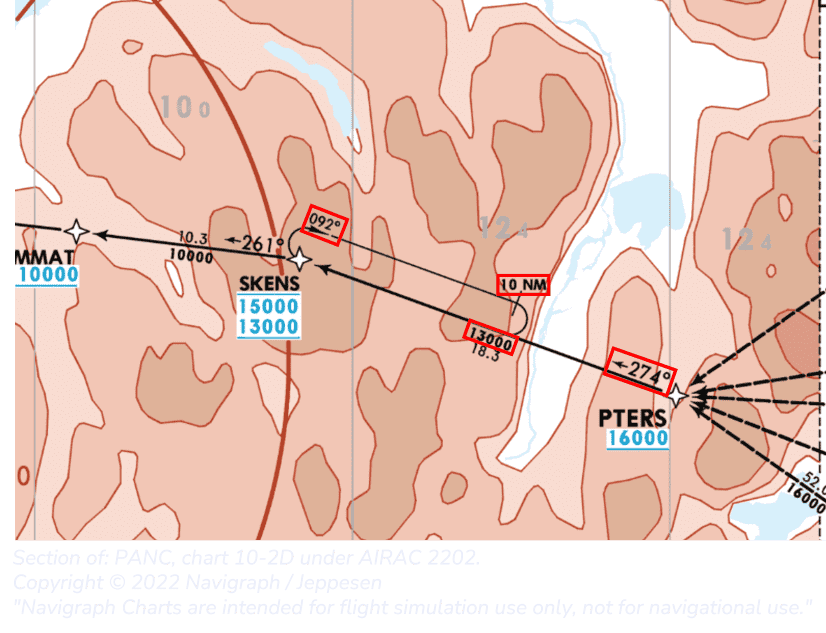 10 0
092°
12 4
10.3
←261°
12 4
MMAT
10000
10000
SKENS
15000
13000
10 NM
13000
18.3
←274°
PTERS
16000
0
52.0
16000
Section of: PANC, chart 10-2D under AIRAC 2202.
Copyright © 2022 Navigraph / Jeppesen
"Navigraph Charts are intended for flight simulation use only, not for navigational use."